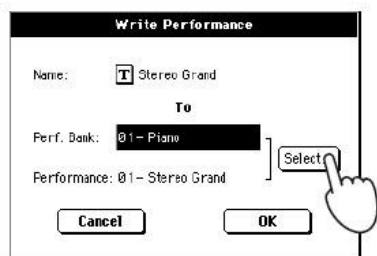 Write Performance
Name: T Stereo Grand
To
Perf. Bank: 01- Piano
Select
Performance: 01- Stereo Grand
Cancel OK